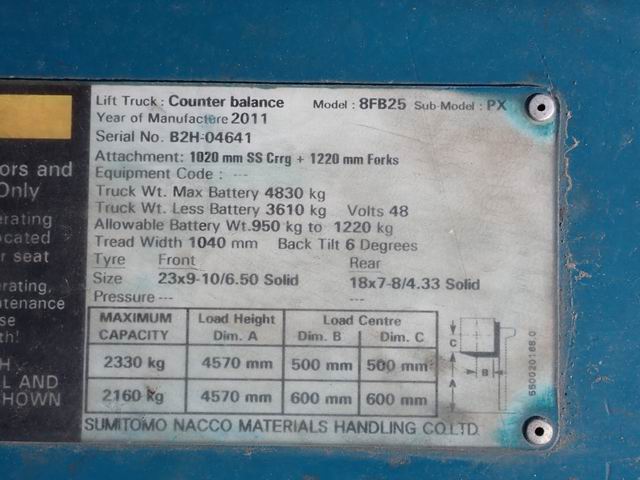 Lift Truck : Counter balance Model : 8FB25 Sub-Model : PX
Year of Manufacture 2011
Serial No. B2H-04641
Attachment: 1020 mm SS Crrg + 1220 mm Forks
Equipment Code : ---
Truck Wt. Max Battery 4830 kg
Truck Wt. Less Battery 3610 kg Volts 48
Allowable Battery Wt. 950 kg to 1220 kg
Tread Width 1040 mm Back Tilt 6 Degrees
Tyre Front Rear
Size 23x9-10/6.50 Solid 18x7-8/4.33 Solid
Pressure --- ---
MAXIMUM CAPACITY Load Height Dim. A Load Centre Dim. B Dim. C
2330 kg 4570 mm 500 mm 500 mm
2160 kg 4570 mm 600 mm 600 mm
C
B
A
550020168.0
SUMITOMO NACCO MATERIALS HANDLING CO.LTD.
ors and
Only
erating
ocated
r seat
erating,
ntenance
se
th!
H
L AND
HOWN